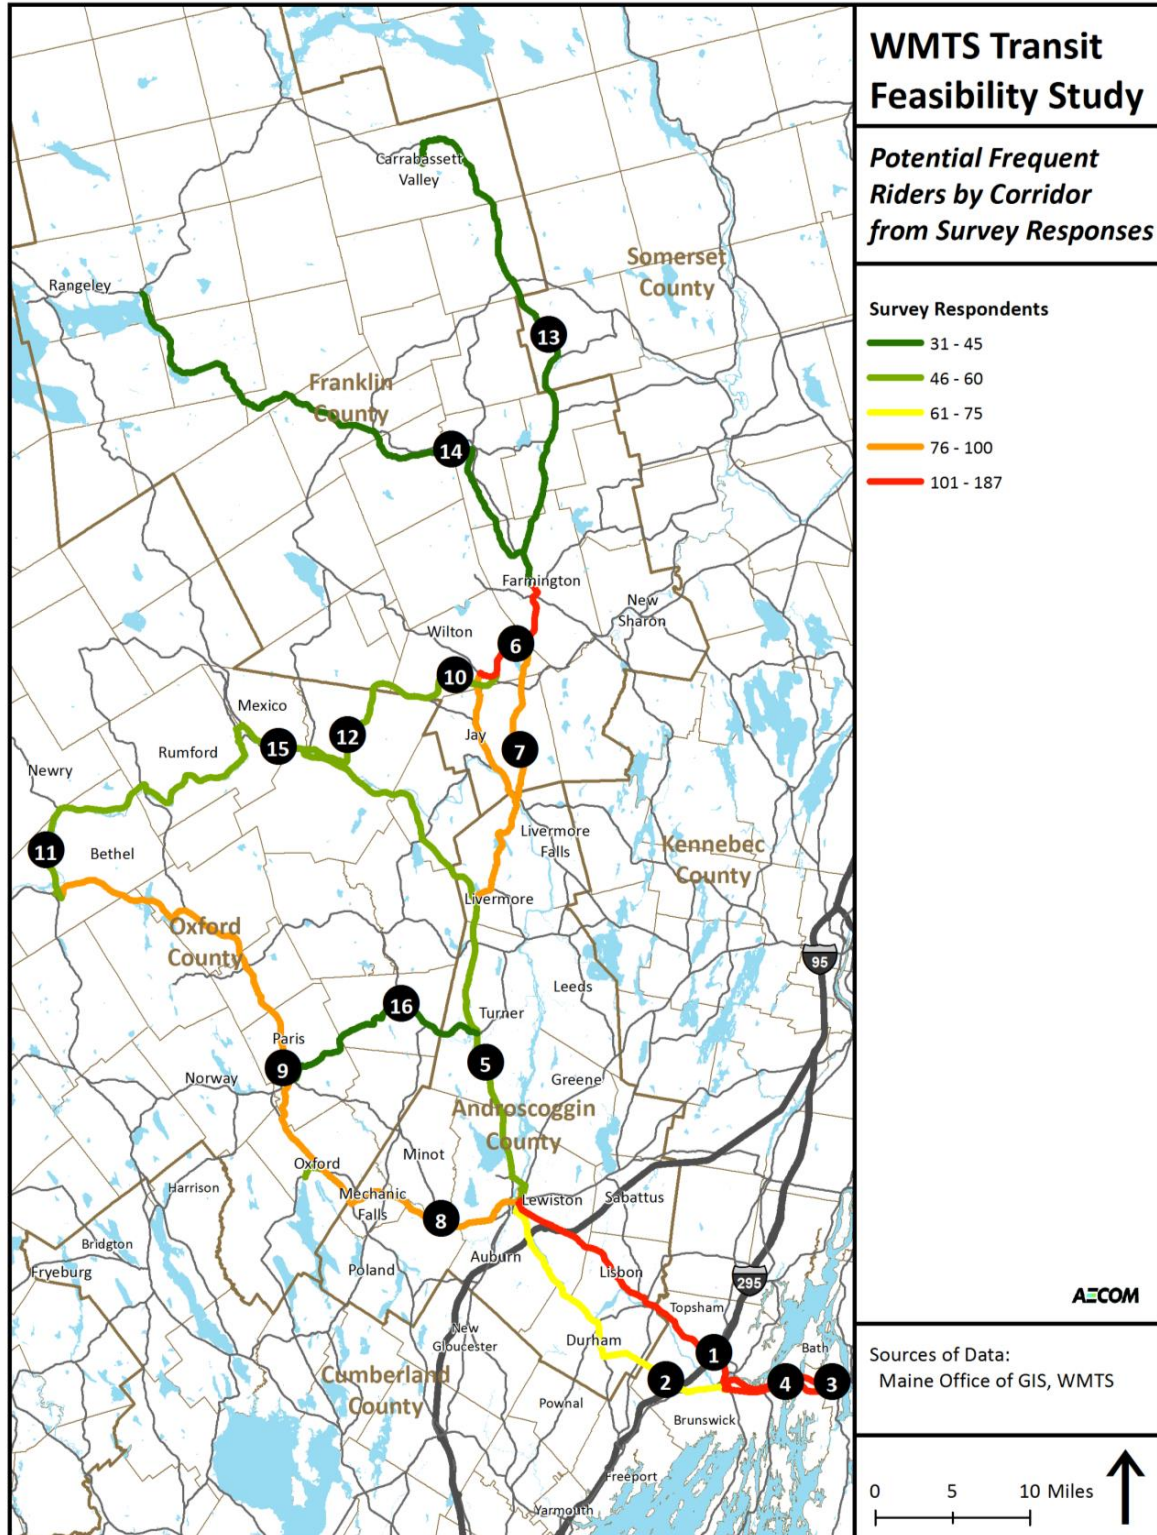 WMTS Transit
Feasibility Study
Potential Frequent
Riders by Corridor
from Survey Responses
Survey Respondents
31 - 45
46 - 60
61 - 75
76 - 100
101 - 187
Carrabassett
Valley
Somerset
County
Rangeley
13
Franklin
County
14
Farmington
New
Sharon
Wilton
6
10
Mexico
12
Jay
15
7
Rumford
Newry
Livermore
Falls
11
Bethel
Kennebec
County
Livermore
Oxford
County
95
Leeds
16
Turner
Paris
9
5
Norway
Greene
Androscoggin
County
Minot
Oxford
Harrison
Mechanic
Falls
Lewiston
Sabattus
8
Bridgton
Auburn
Fryeburg
Poland
Lisbon
295
Topsham
New
Gloucester
Durham
1
Bath
Cumberland
County
2
4
3
Pownal
Brunswick
Freeport
Yarmouth
AECOM
Sources of Data:
Maine Office of GIS, WMTS
0 5 10 Miles